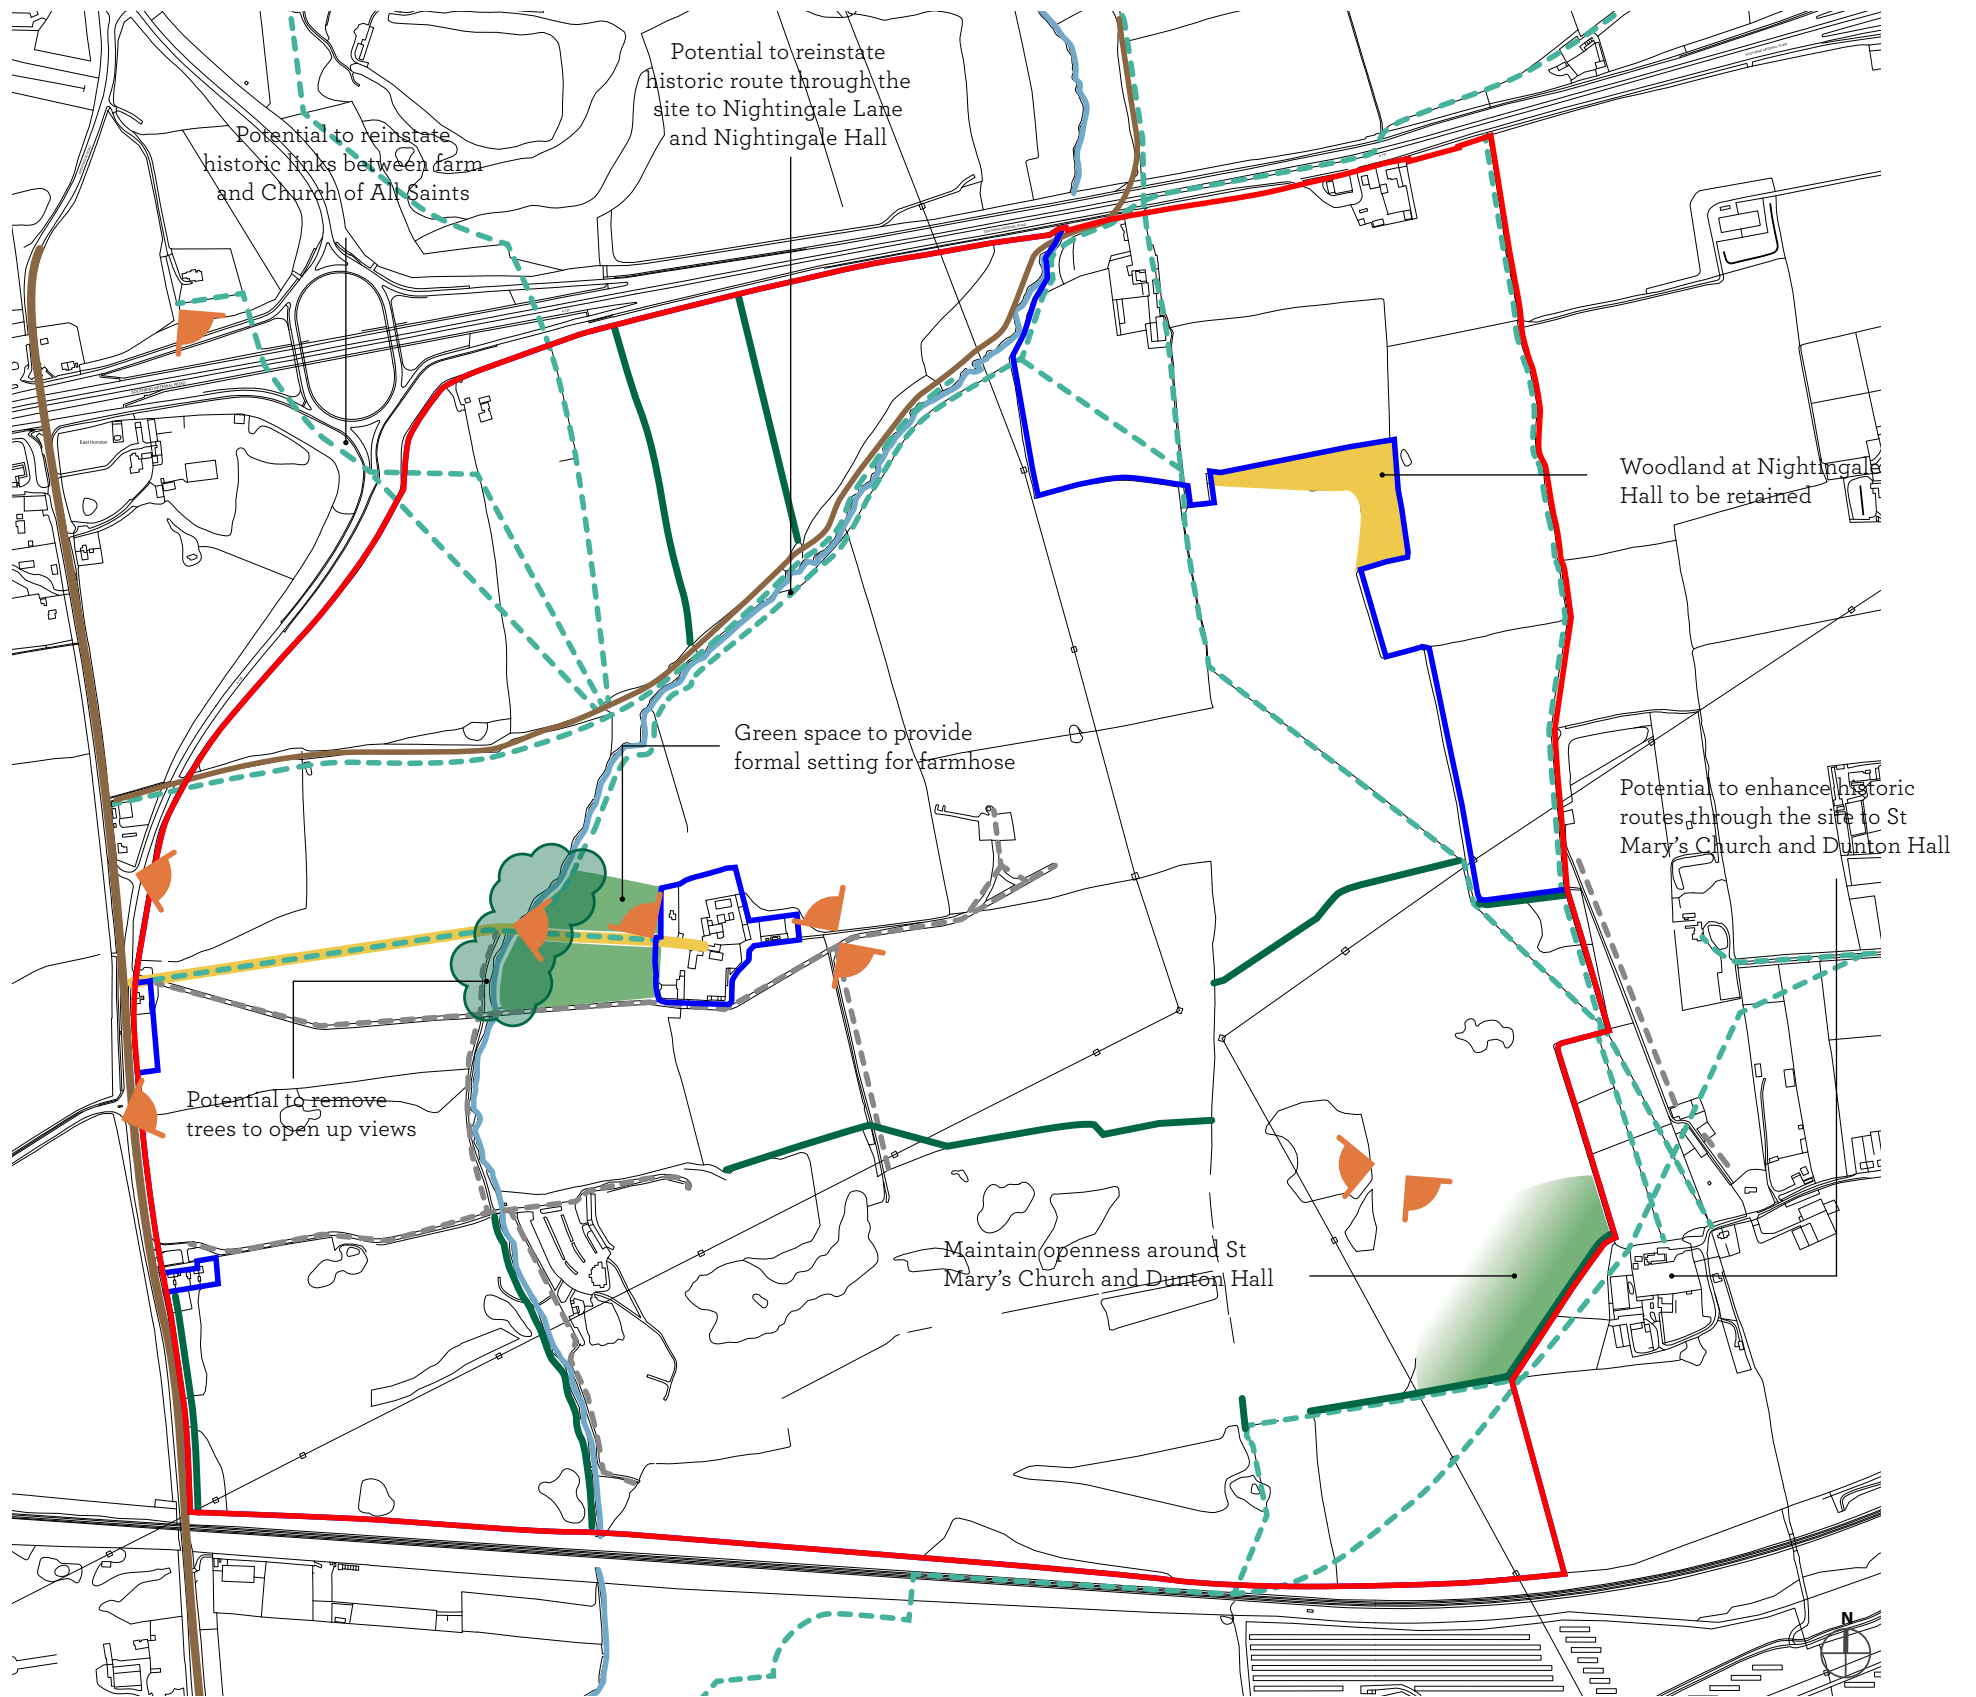 Potential to reinstate
historic route through the
site to Nightingale Lane
and Nightingale Hall
Potential to reinstate
historic links between farm
and Church of All Saints
East Horndon
Woodland at Nightingale
Hall to be retained
Green space to provide
formal setting for farmhose
Potential to enhance historic
routes through the site to St
Mary's Church and Dunton Hall
Potential to remove
trees to open up views
Maintain openness around St
Mary's Church and Dunton Hall
N